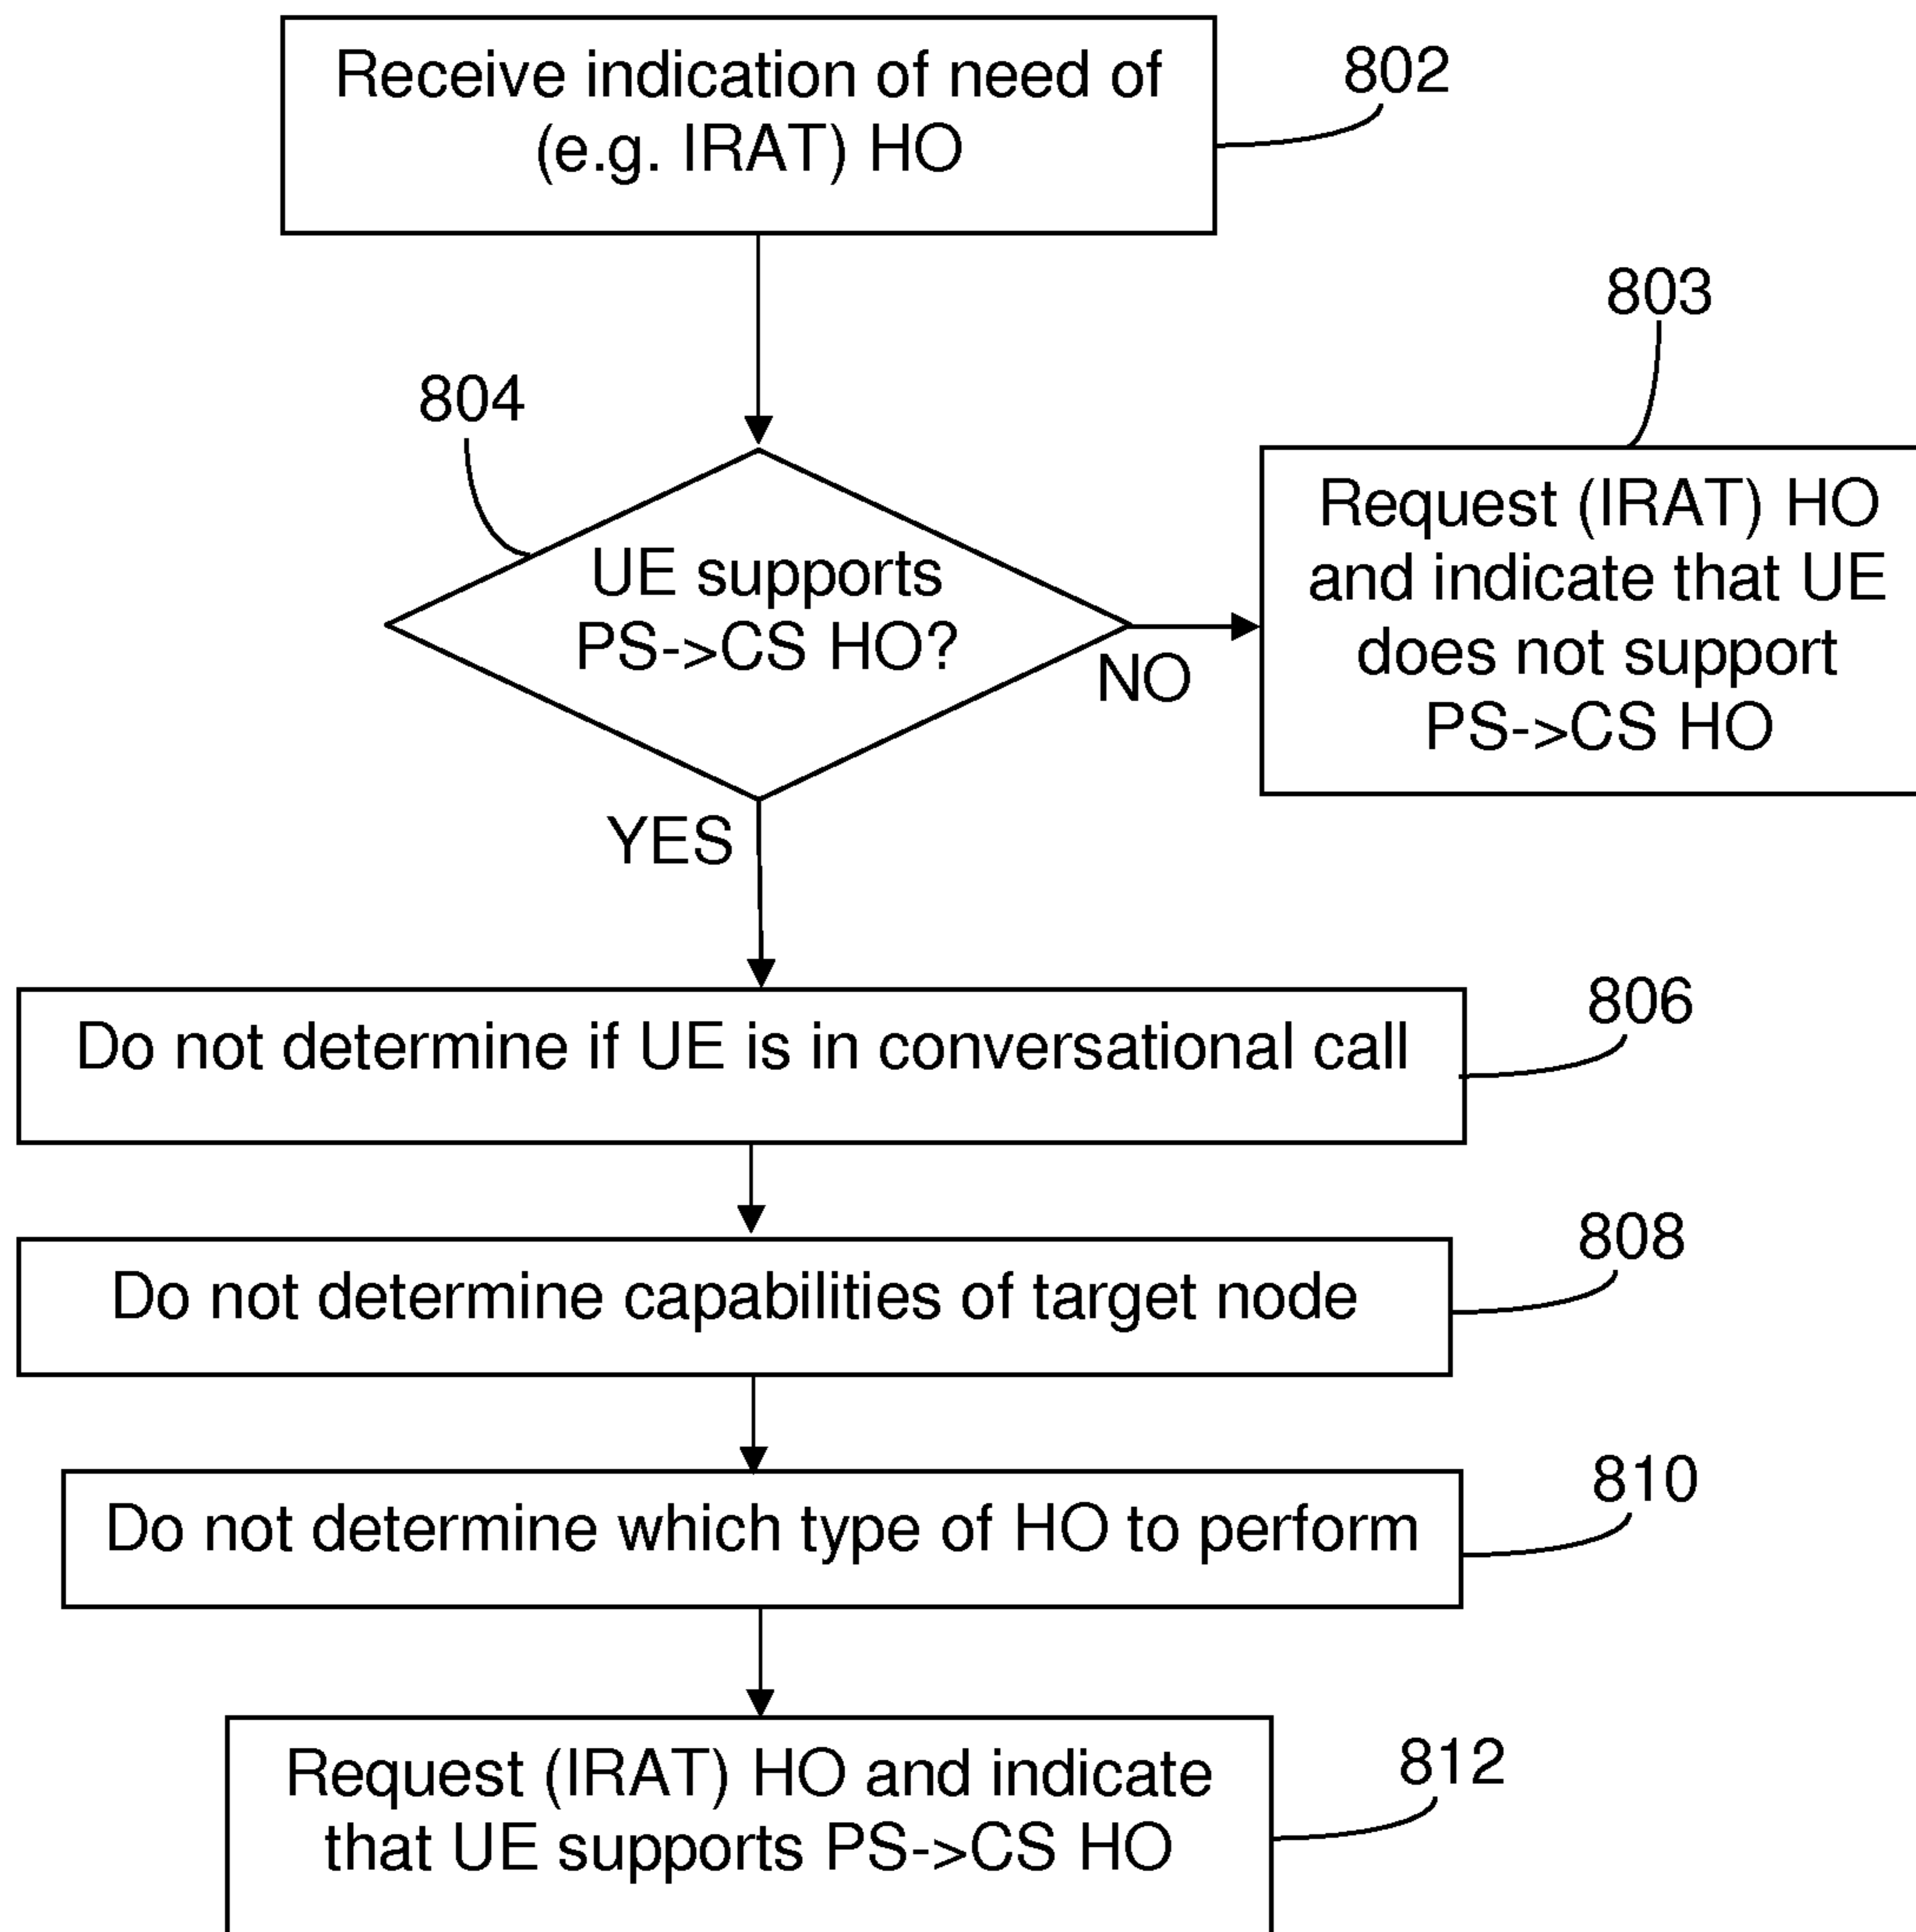 Receive indication of need of
(e.g. IRAT) HO
802
803
804
UE supports
PS->CS HO?
NO
Request (IRAT) HO
and indicate that UE
does not support
PS->CS HO
YES
Do not determine if UE is in conversational call
806
Do not determine capabilities of target node
808
Do not determine which type of HO to perform
810
Request (IRAT) HO and indicate
that UE supports PS->CS HO
812